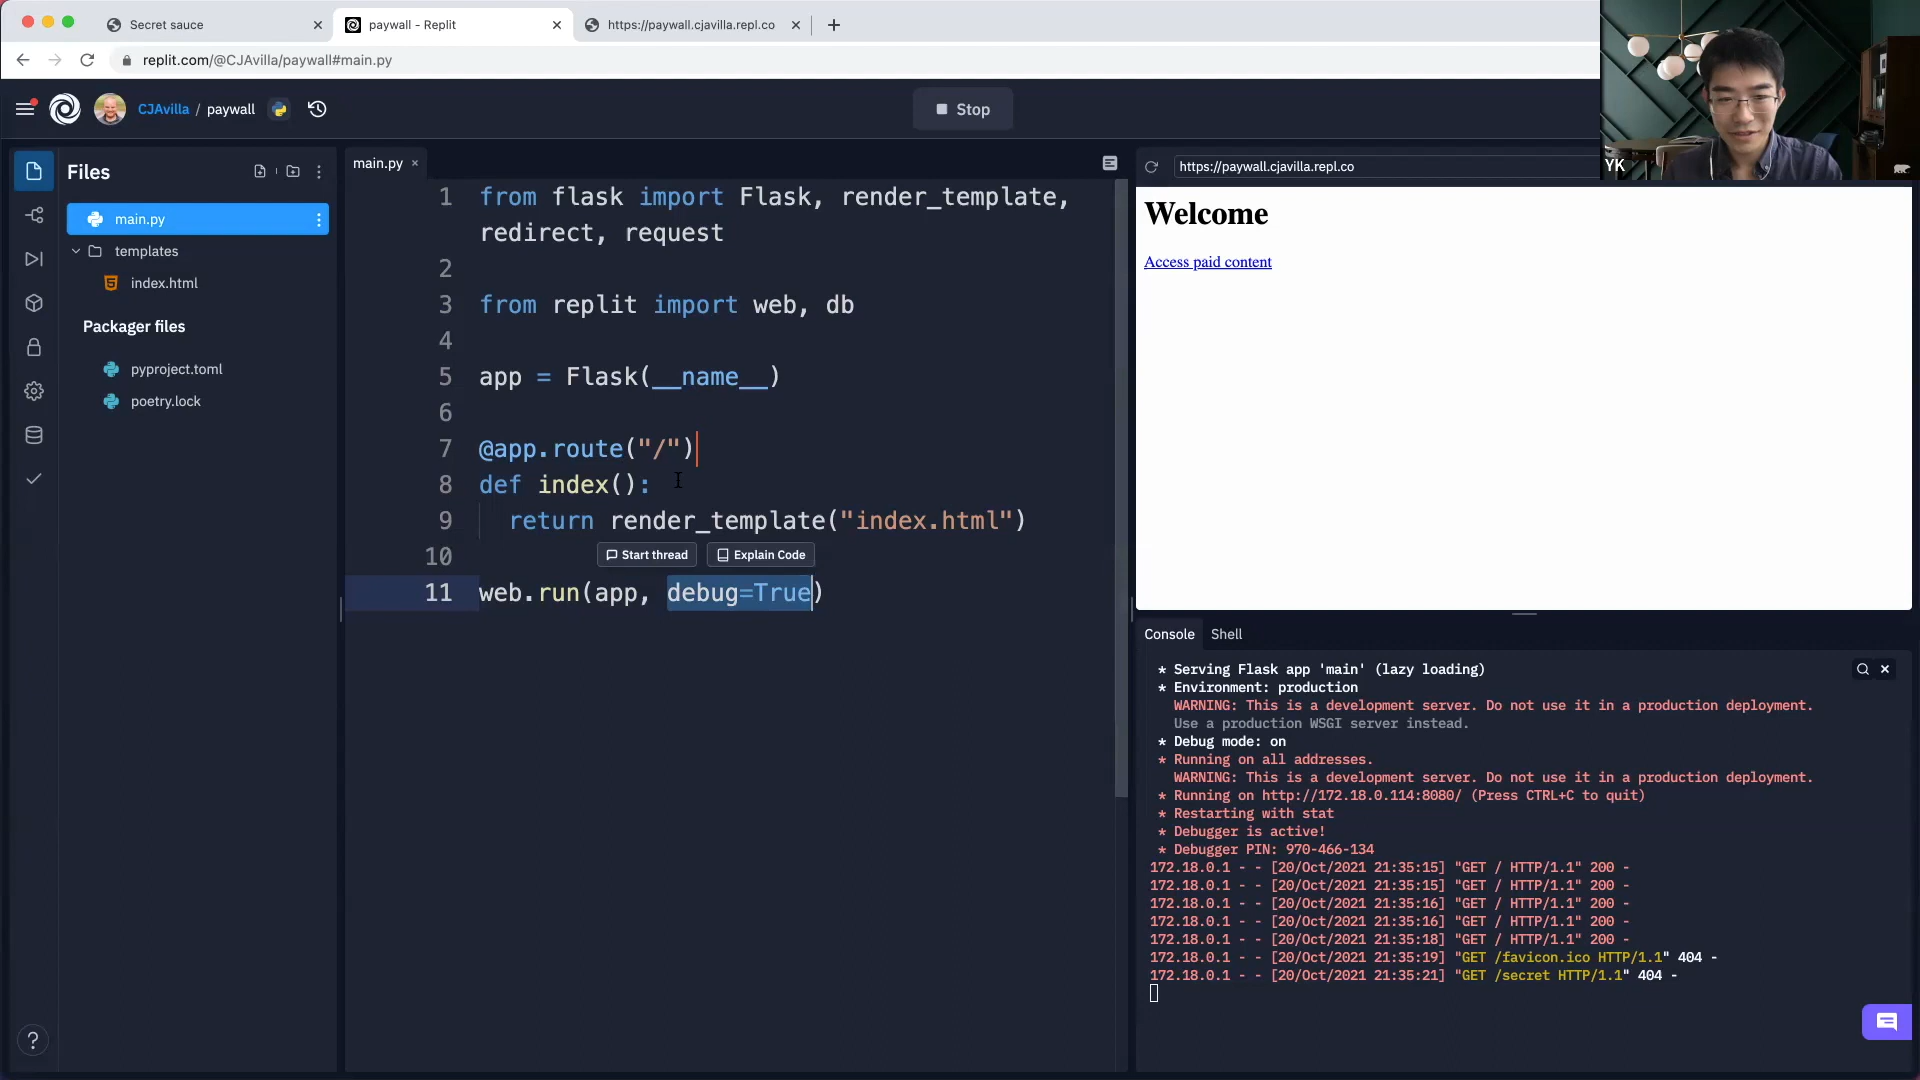 Secret sauce
paywall - Replit
https://paywall.cjavilla.repl.co
replit.com/@CJAvilla/paywall#main.py
CJAvilla / paywall
Stop
YK
Files
main.py
templates
index.html
Packager files
pyproject.toml
poetry.lock
main.py
1 from flask import Flask, render_template,
redirect, request
2
3 from replit import web, db
4
5 app = Flask(__name__)
6
7 @app.route("/")
8 def index():
9 return render_template("index.html")
10
Start thread
Explain Code
11 web.run(app, debug=True)
https://paywall.cjavilla.repl.co
Welcome
Access paid content
Console
Shell
* Serving Flask app 'main' (lazy loading)
* Environment: production
WARNING: This is a development server. Do not use it in a production deployment.
Use a production WSGI server instead.
* Debug mode: on
* Running on all addresses.
WARNING: This is a development server. Do not use it in a production deployment.
* Running on http://172.18.0.114:8080/ (Press CTRL+C to quit)
* Restarting with stat
* Debugger is active!
* Debugger PIN: 970-466-134
172.18.0.1 - - [20/Oct/2021 21:35:15] "GET / HTTP/1.1" 200 -
172.18.0.1 - - [20/Oct/2021 21:35:15] "GET / HTTP/1.1" 200 -
172.18.0.1 - - [20/Oct/2021 21:35:16] "GET / HTTP/1.1" 200 -
172.18.0.1 - - [20/Oct/2021 21:35:16] "GET / HTTP/1.1" 200 -
172.18.0.1 - - [20/Oct/2021 21:35:18] "GET / HTTP/1.1" 200 -
172.18.0.1 - - [20/Oct/2021 21:35:19] "GET /favicon.ico HTTP/1.1" 404 -
172.18.0.1 - - [20/Oct/2021 21:35:21] "GET /secret HTTP/1.1" 404 -